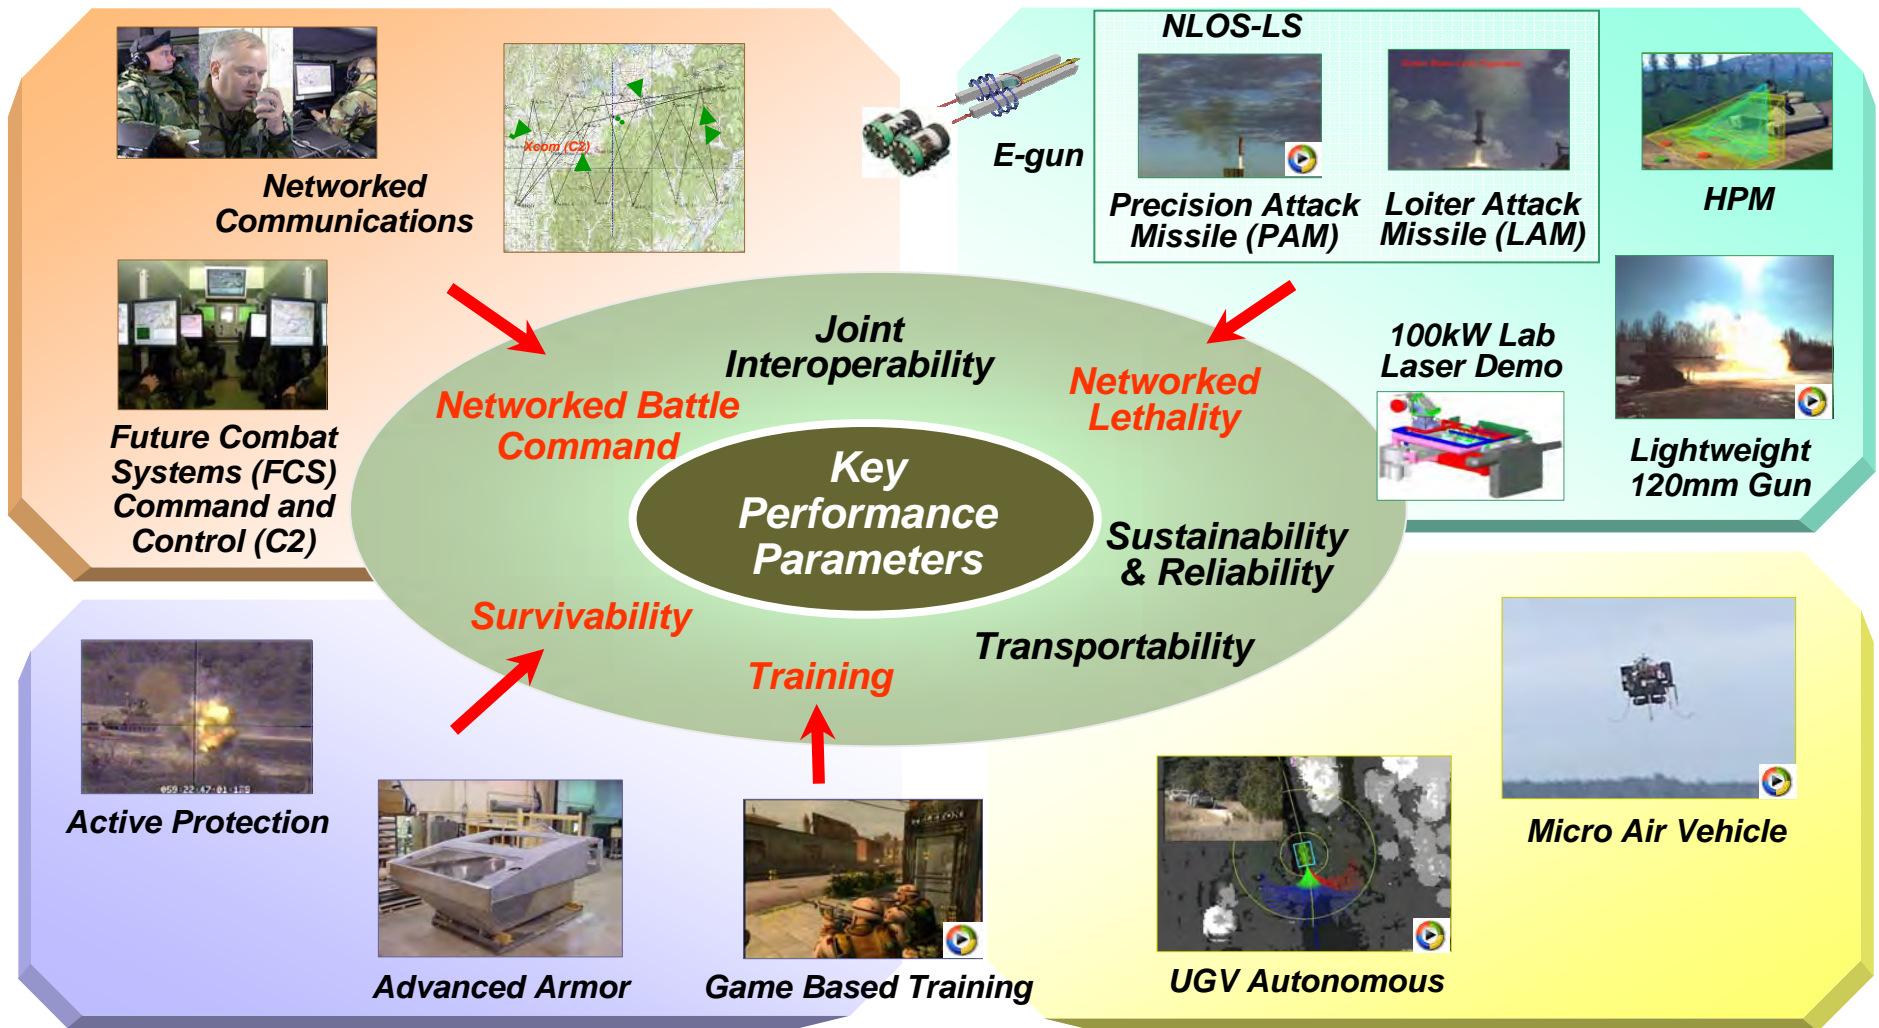 Networked
Communications
Xcom (C2)
Future Combat
Systems (FCS)
Command and
Control (C2)
NLOS-LS
E-gun
Precision Attack
Missile (PAM)
Loiter Attack
Missile (LAM)
HPM
100kW Lab
Laser Demo
Lightweight
120mm Gun
Joint
Interoperability
Networked Battle
Command
Networked
Lethality
Key
Performance
Parameters
Sustainability
& Reliability
Survivability
Transportability
Training
Active Protection
Advanced Armor
Game Based Training
UGV Autonomous
Micro Air Vehicle